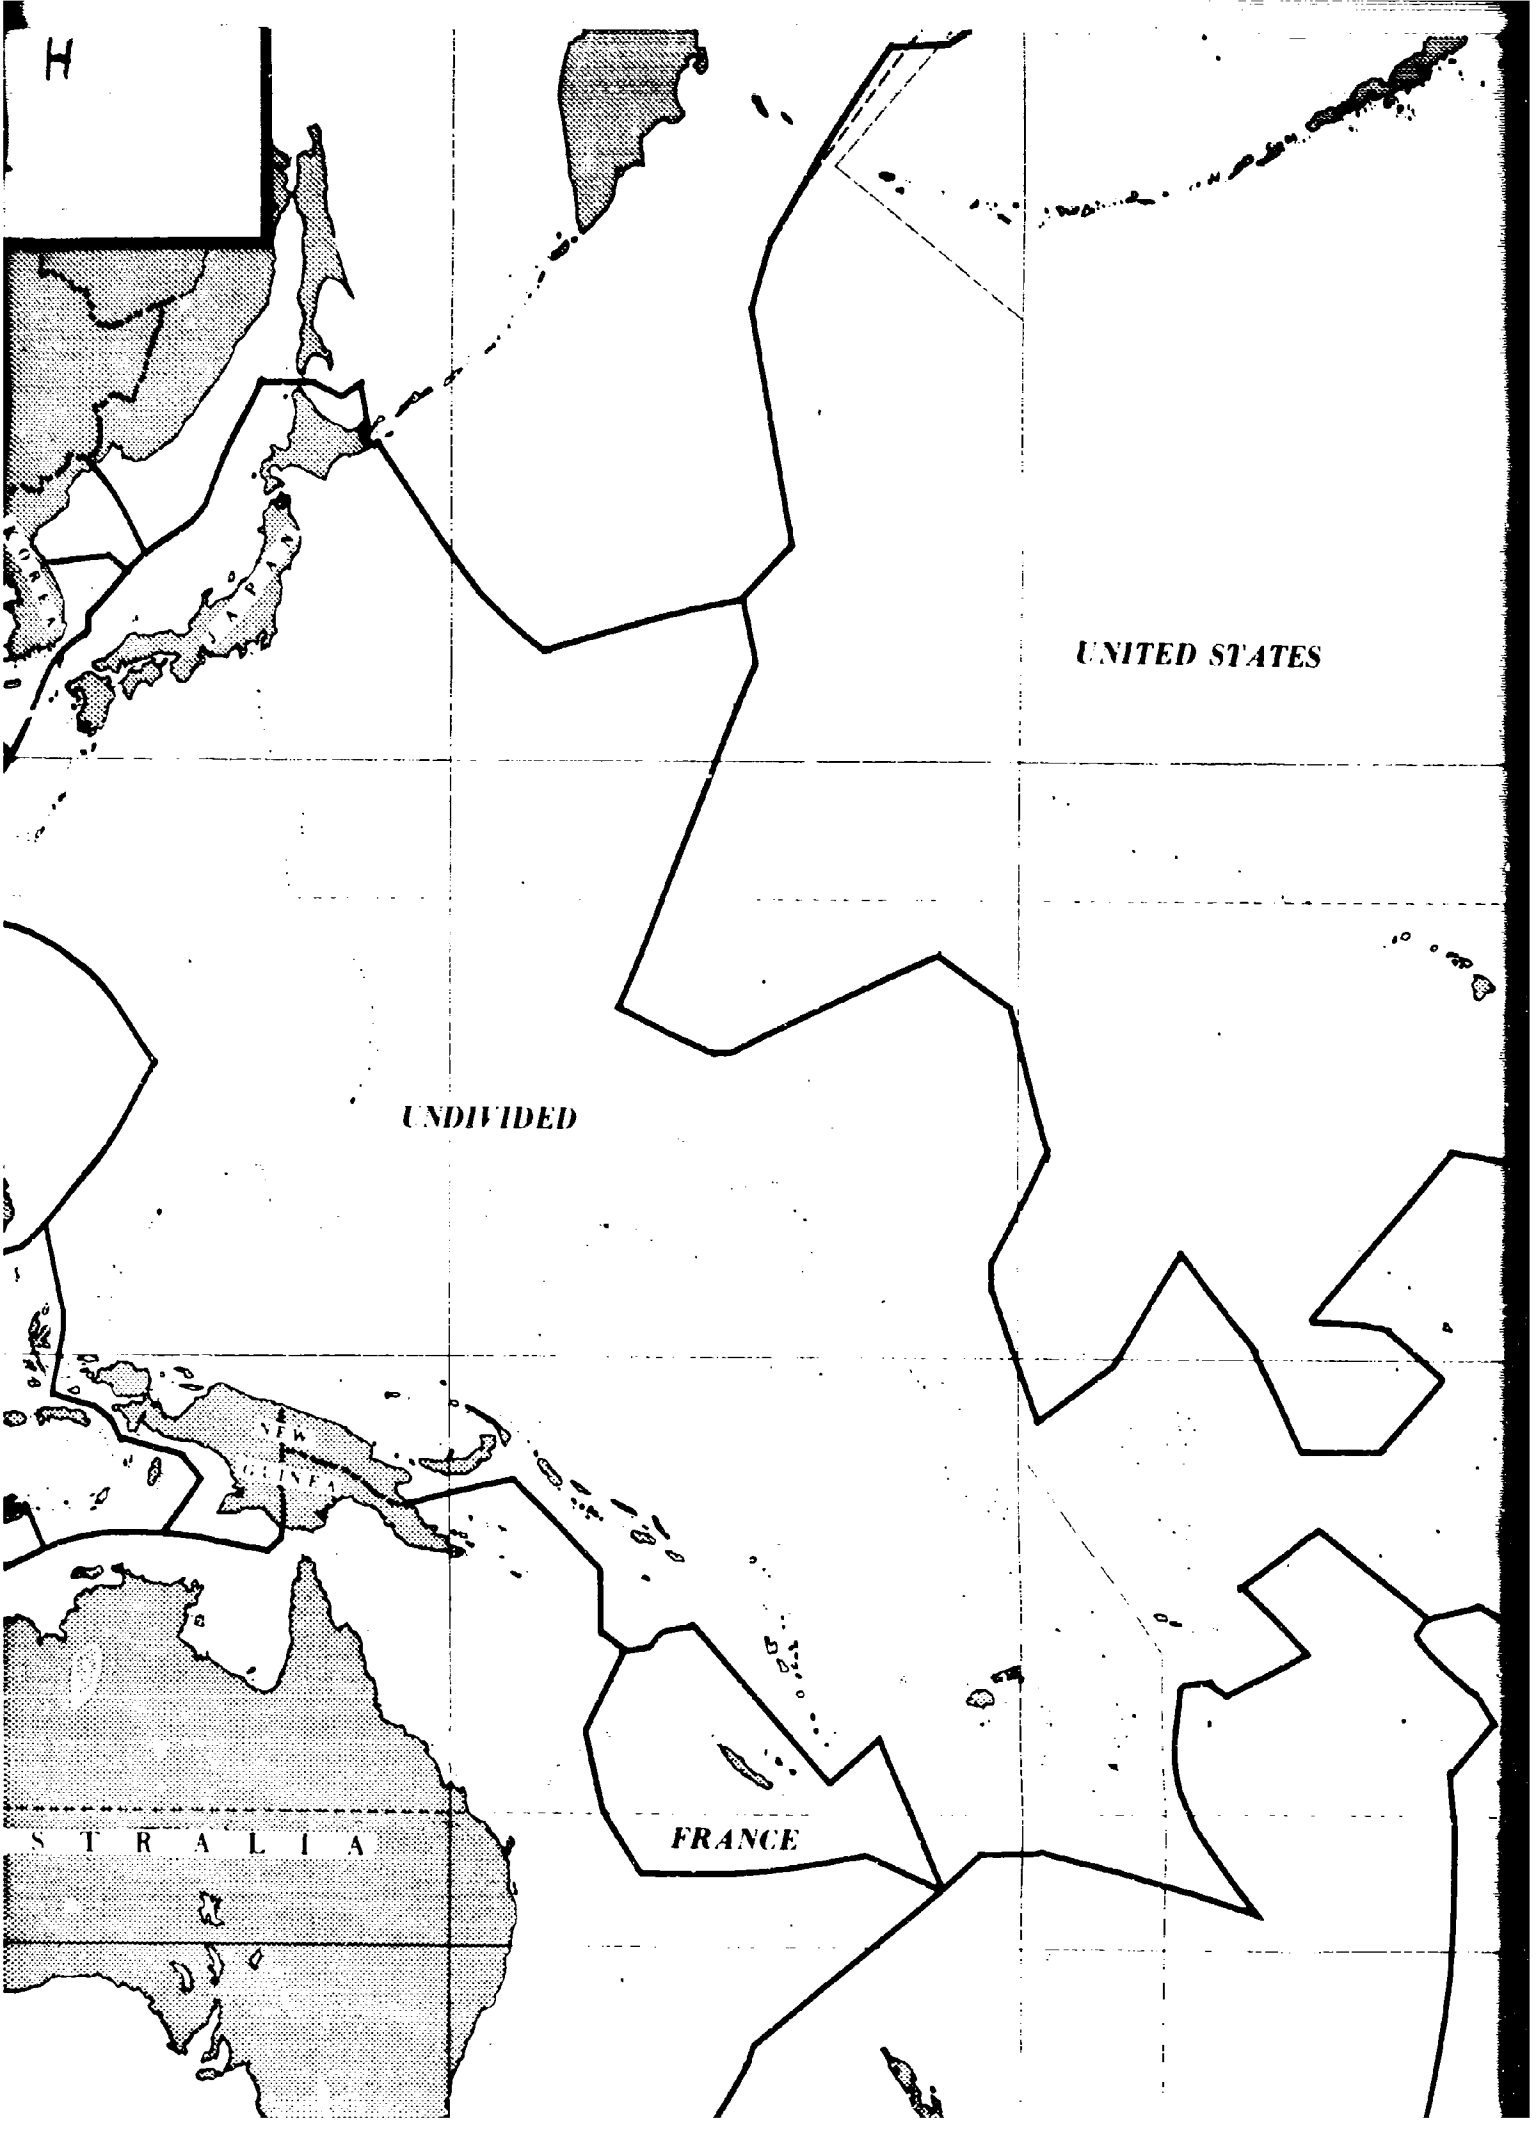 H
KOREA
JAPAN
UNITED STATES
UNDIVIDED
NEW
GUINEA
FRANCE
STRALIA